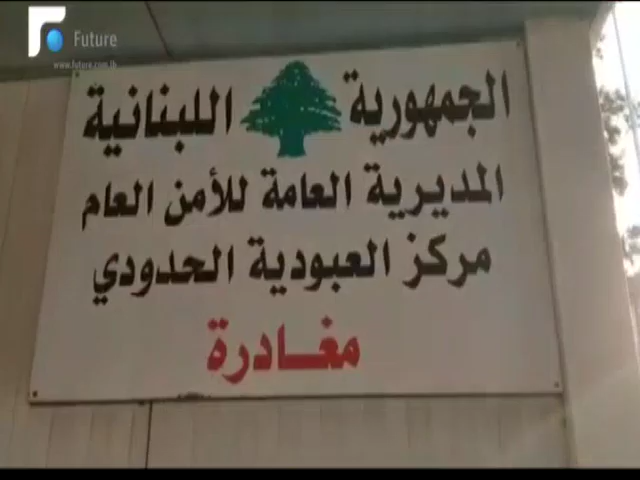 Future
www.future.com.lb
الجمهورية اللبنانية
المديرية العامة للأمن العام
مركز العبودية الحدودي
مغادرة